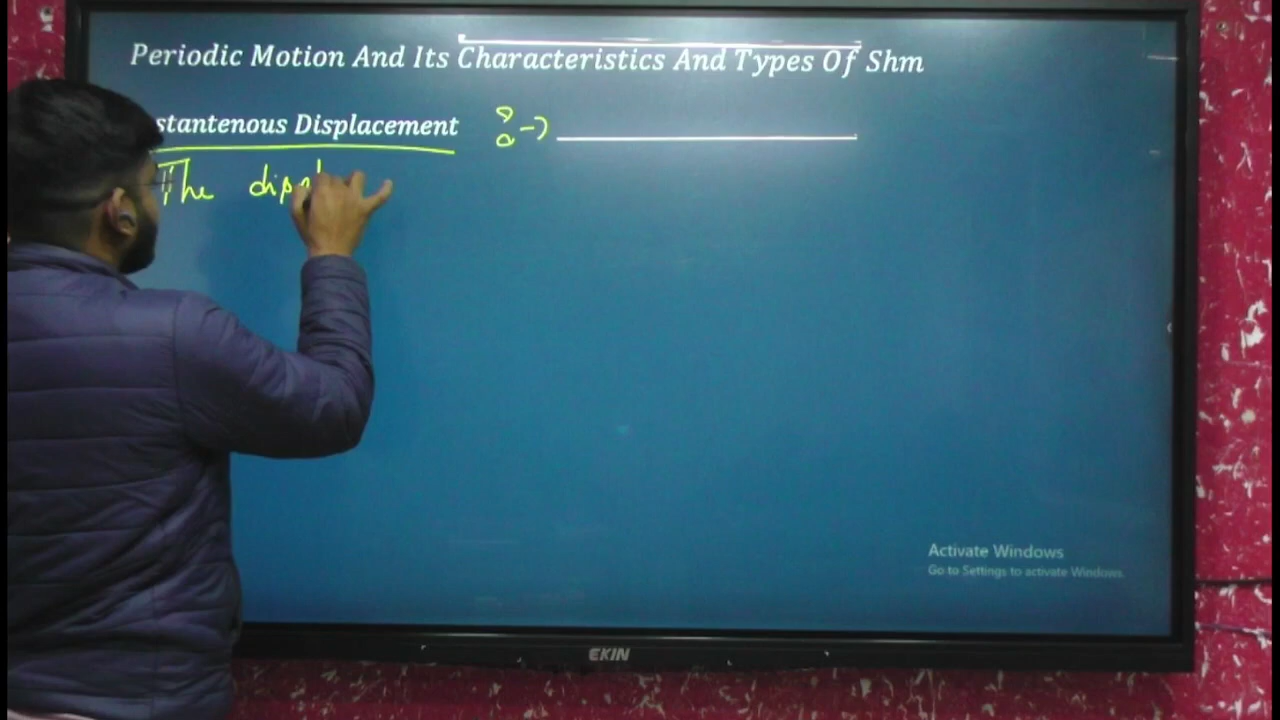 Periodic Motion And Its Characteristics And Types Of Shm
stantenous Displacement
The
Activate Windows
Go to Settings to activate Windows.
EKIN